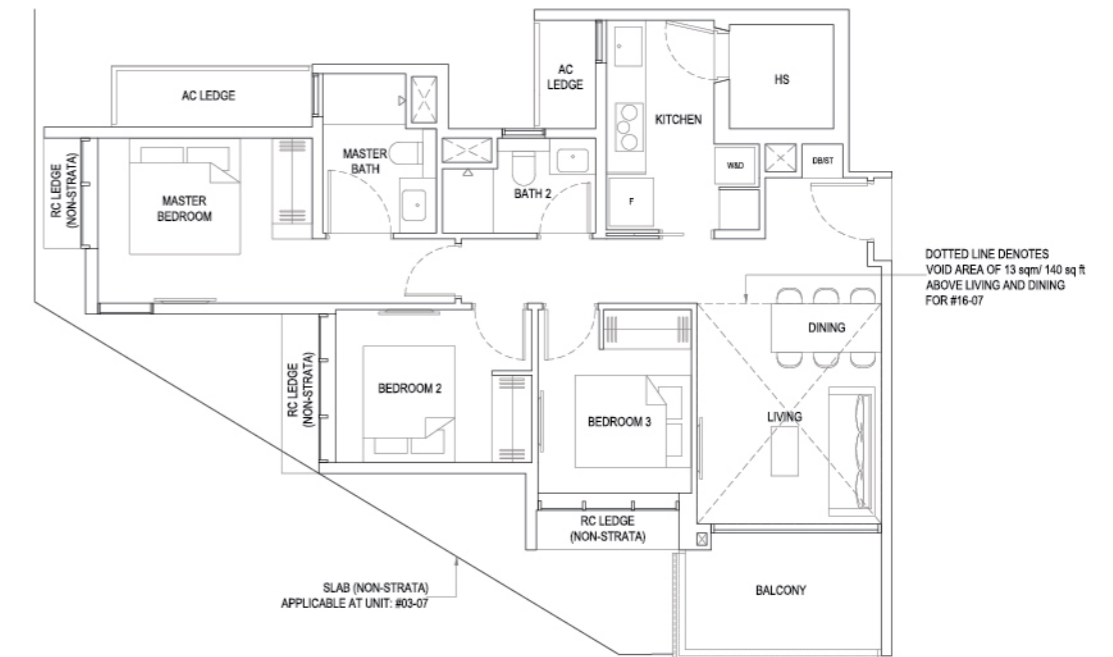 AC
LEDGE
HS
AC LEDGE
KITCHEN
MASTER
BATH
W&D
DB/ST
RC LEDGE
(NON-STRATA)
MASTER
BEDROOM
BATH 2
F
DOTTED LINE DENOTES
VOID AREA OF 13 sqm/ 140 sq ft
ABOVE LIVING AND DINING
FOR #16-07
DINING
RC LEDGE
(NON-STRATA)
BEDROOM 2
BEDROOM 3
LIVING
RC LEDGE
(NON-STRATA)
SLAB (NON-STRATA)
APPLICABLE AT UNIT: #03-07
BALCONY